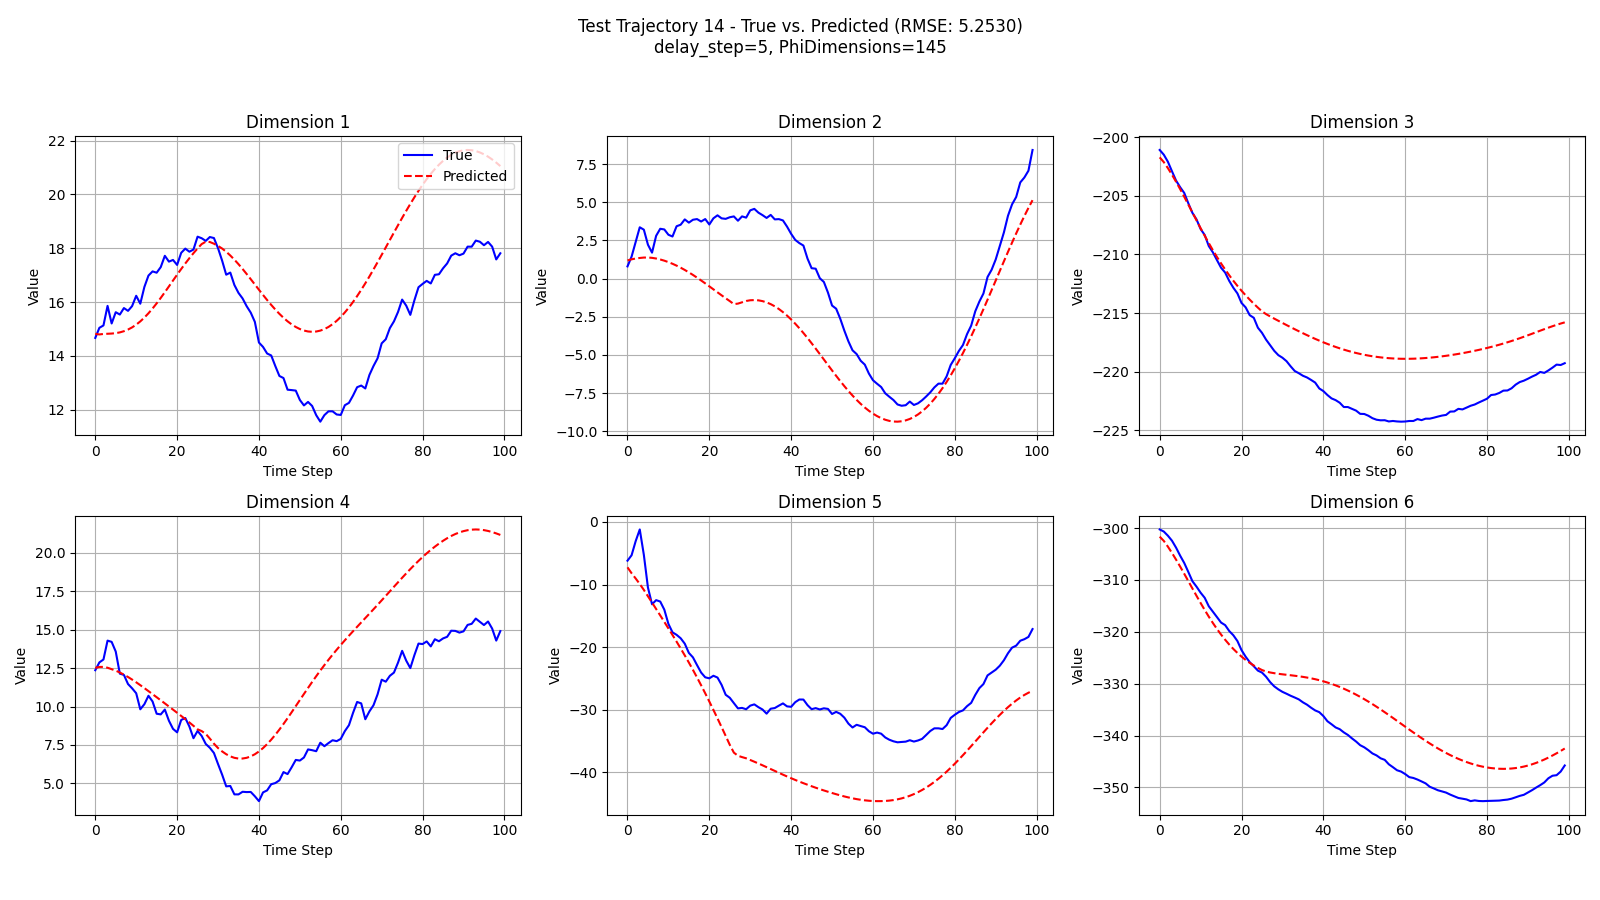 Test Trajectory 14 - True vs. Predicted (RMSE: 5.2530)
delay_step=5, PhiDimensions=145
Dimension 1
22
20
18
16
14
12
Value
0 20 40 60 80 100
Time Step
True
Predicted
Dimension 2
7.5
5.0
2.5
0.0
−2.5
−5.0
−7.5
−10.0
Value
0 20 40 60 80 100
Time Step
Dimension 3
−200
−205
−210
−215
−220
−225
Value
0 20 40 60 80 100
Time Step
Dimension 4
20.0
17.5
15.0
12.5
10.0
7.5
5.0
Value
0 20 40 60 80 100
Time Step
Dimension 5
0
−10
−20
−30
−40
Value
0 20 40 60 80 100
Time Step
Dimension 6
−300
−310
−320
−330
−340
−350
Value
0 20 40 60 80 100
Time Step